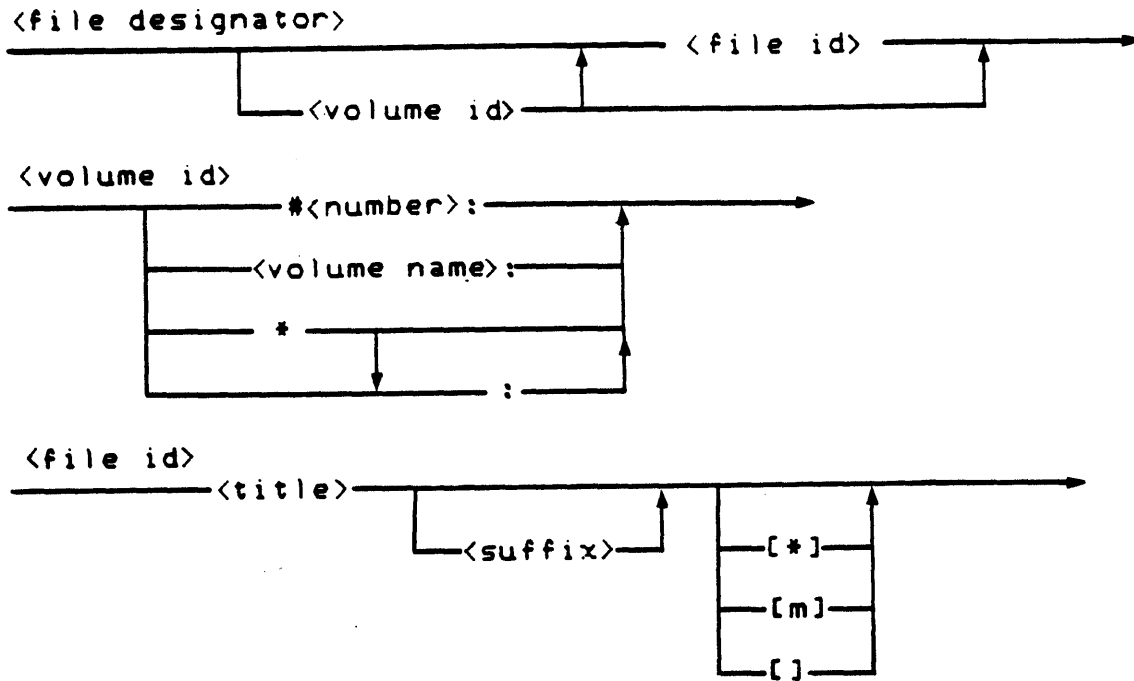 <file designator>
<file id>
<volume id>
<volume id>
#<number>:
<volume name>:
*
:
<file id>
<title>
<suffix>
[*]
[m]
[]